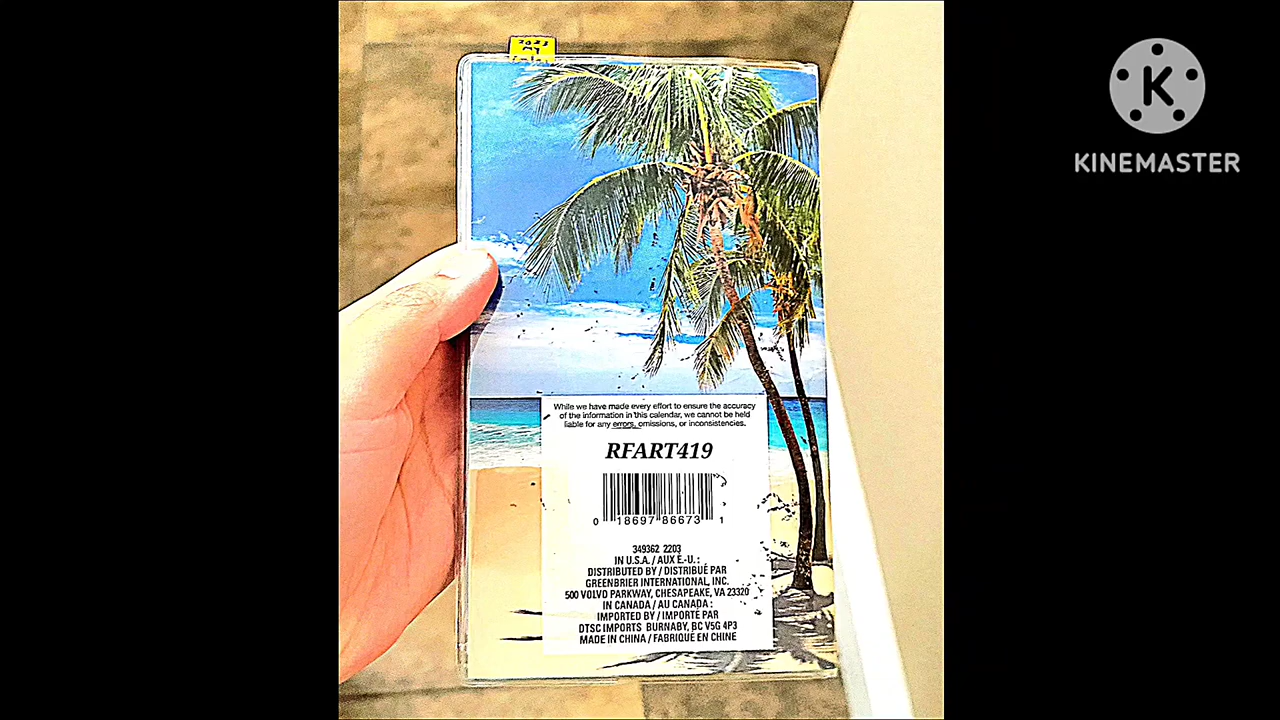 2023
KINEMASTER
While we have made every effort to ensure the accuracy
of the information in this calendar, we cannot be held
liable for any errors, omissions, or inconsistencies.
RFART419
0 18697 86673 1
349362 2203
IN U.S.A. / AUX É.-U. :
DISTRIBUTED BY / DISTRIBUÉ PAR
GREENBRIER INTERNATIONAL, INC.
500 VOLVO PARKWAY, CHESAPEAKE, VA 23320
IN CANADA / AU CANADA :
IMPORTED BY / IMPORTÉ PAR
DTSC IMPORTS BURNABY, BC V5G 4P3
MADE IN CHINA / FABRIQUÉ EN CHINE